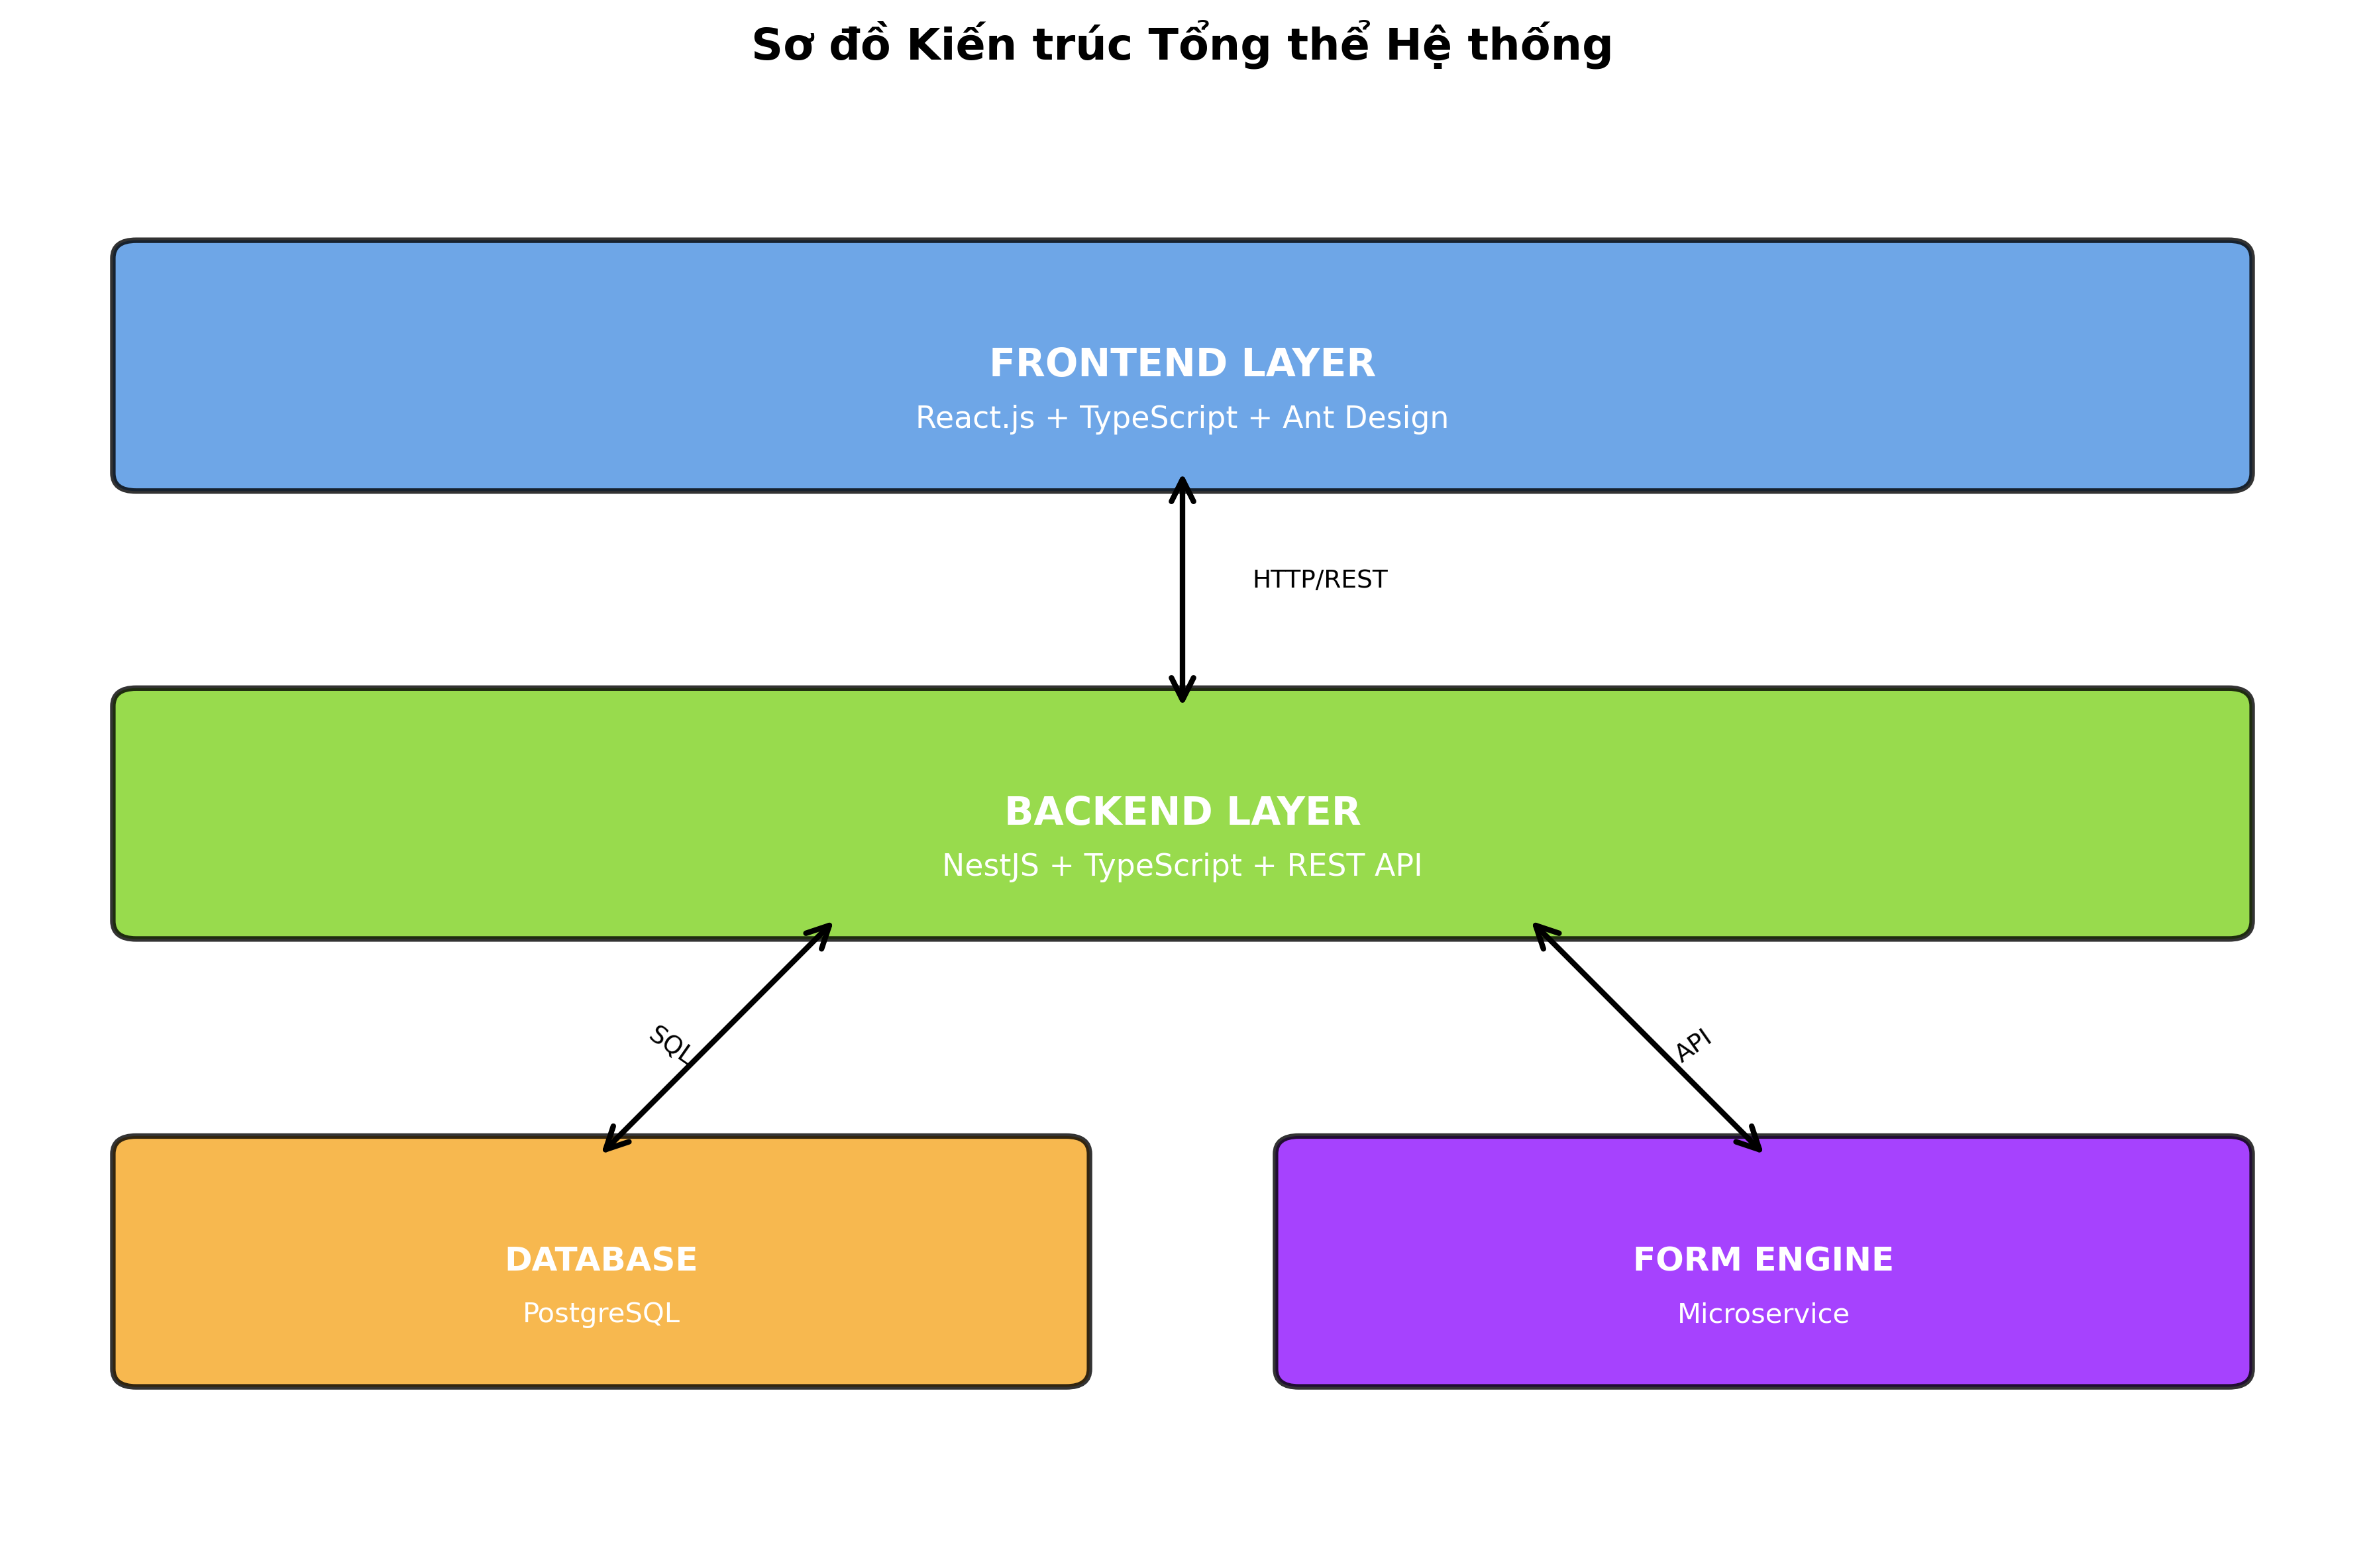 Sơ đồ Kiến trúc Tổng thể Hệ thống
FRONTEND LAYER
React.js + TypeScript + Ant Design
HTTP/REST
BACKEND LAYER
NestJS + TypeScript + REST API
SQL
API
DATABASE
PostgreSQL
FORM ENGINE
Microservice